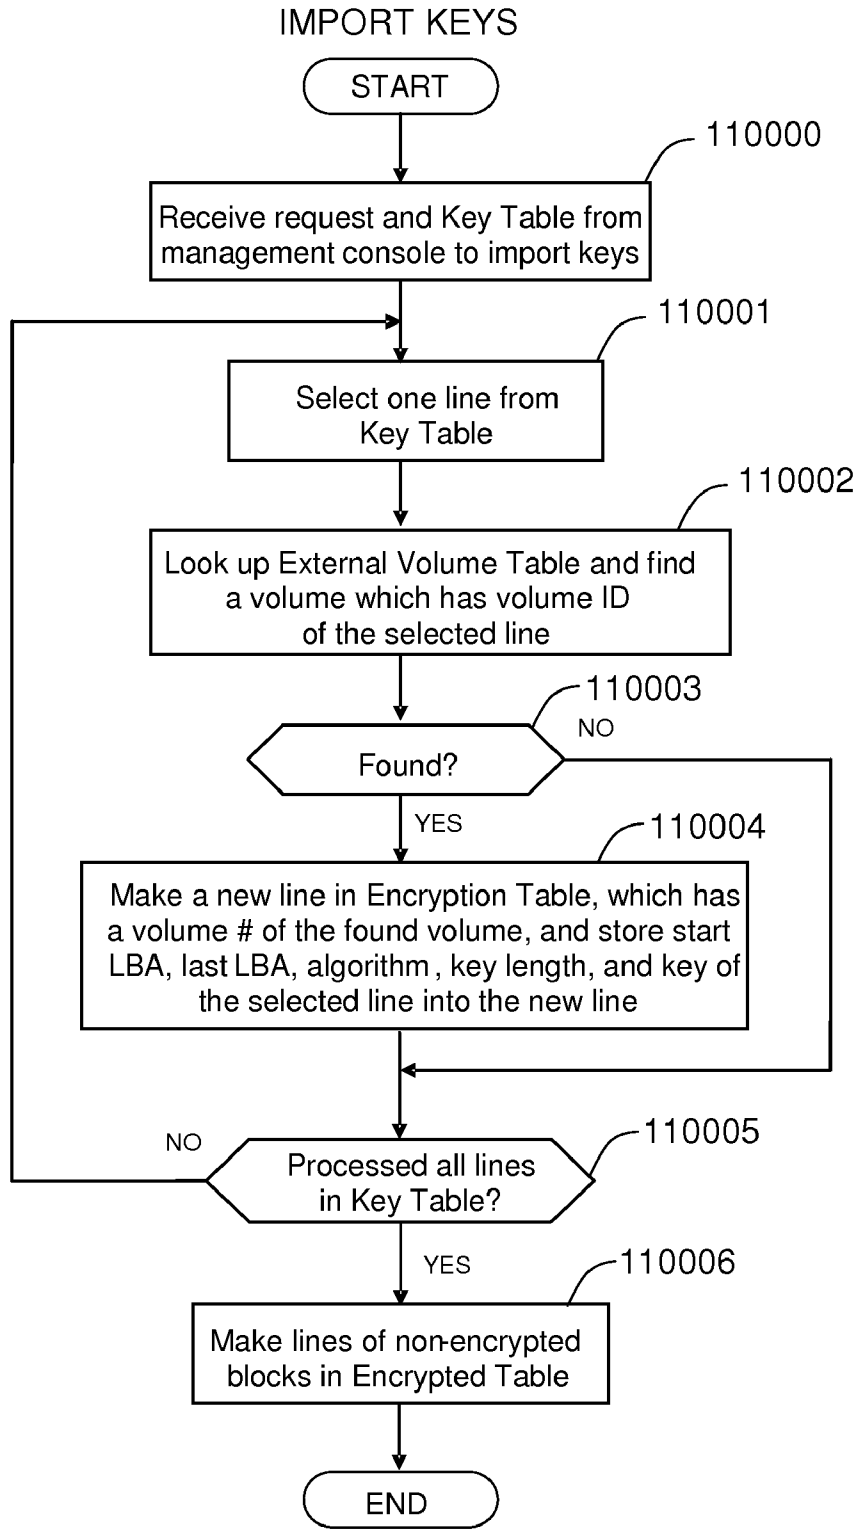 IMPORT KEYS
START
110000
Receive request and Key Table from
management console to import keys
110001
Select one line from
Key Table
110002
Look up External Volume Table and find
a volume which has volume ID
of the selected line
110003
NO
Found?
YES
110004
Make a new line in Encryption Table, which has
a volume # of the found volume, and store start
LBA, last LBA, algorithm, key length, and key of
the selected line into the new line
110005
NO
Processed all lines
in Key Table?
YES
110006
Make lines of non-encrypted
blocks in Encrypted Table
END